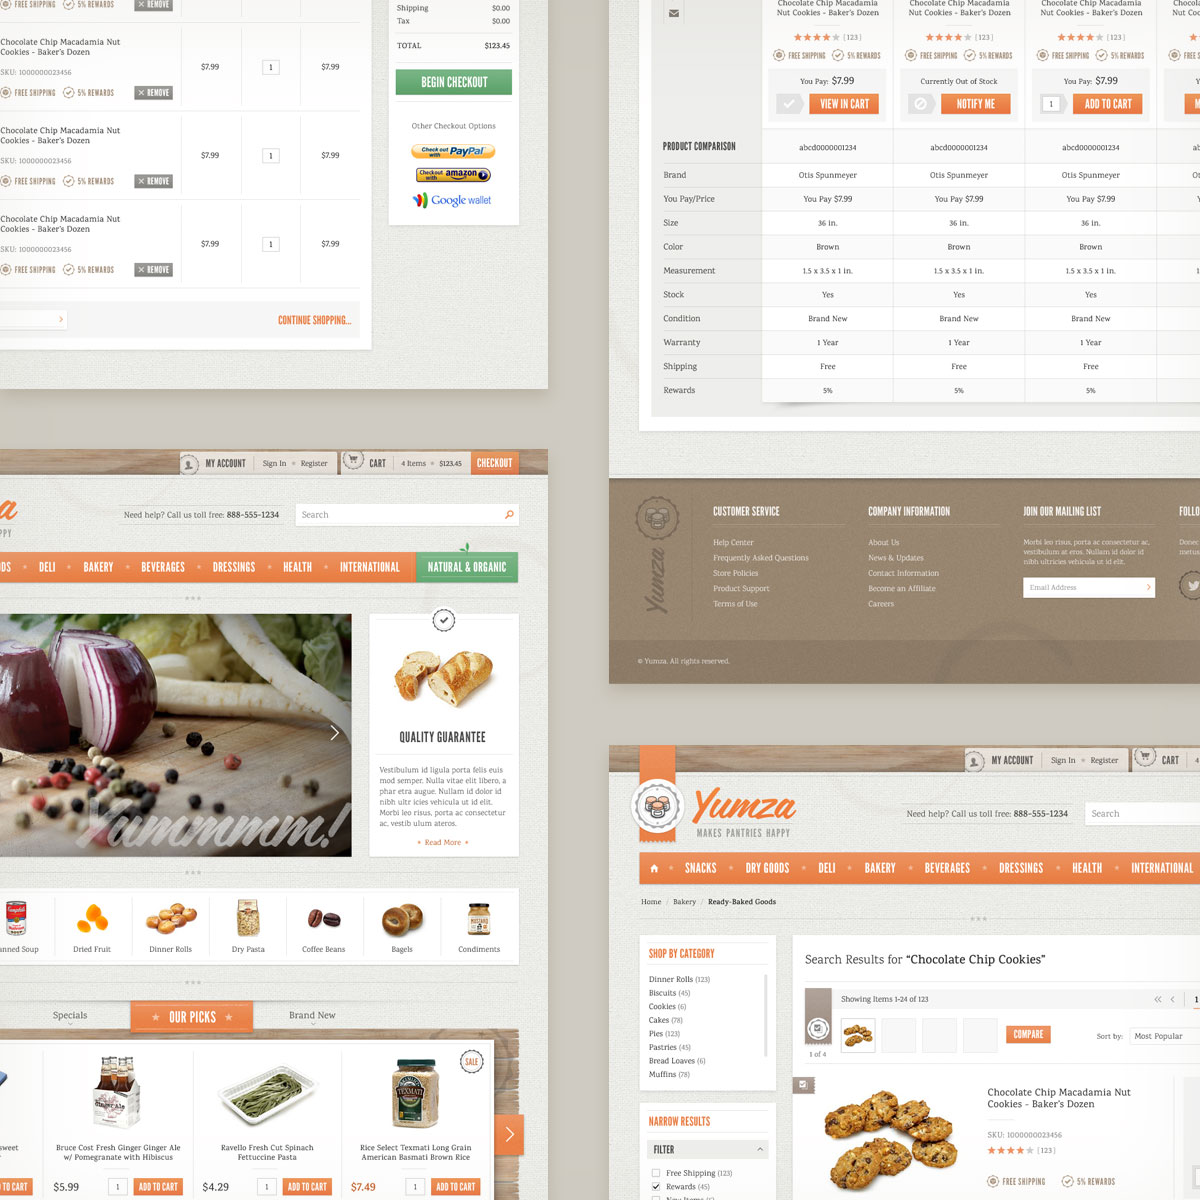 FREE SHIPPING 5% REWARDS REMOVE
Chocolate Chip Macadamia Nut
Cookies - Baker's Dozen
SKU: 1000000023456
FREE SHIPPING 5% REWARDS REMOVE
$7.99 1 $7.99
Chocolate Chip Macadamia Nut
Cookies - Baker's Dozen
SKU: 1000000023456
FREE SHIPPING 5% REWARDS REMOVE
$7.99 1 $7.99
Chocolate Chip Macadamia Nut
Cookies - Baker's Dozen
SKU: 1000000023456
FREE SHIPPING 5% REWARDS REMOVE
$7.99 1 $7.99
CONTINUE SHOPPING...
Shipping $0.00
Tax $0.00
TOTAL $123.45
BEGIN CHECKOUT
Other Checkout Options
Check out with PayPal
Checkout with amazon
Google wallet
Chocolate Chip Macadamia Chocolate Chip Macadamia Chocolate Chip Macadamia
Nut Cookies - Baker's Dozen Nut Cookies - Baker's Dozen Nut Cookies - Baker's Dozen
(123) (123) (123)
FREE SHIPPING 5% REWARDS FREE SHIPPING 5% REWARDS FREE SHIPPING 5% REWARDS
You Pay: $7.99 Currently Out of Stock You Pay: $7.99
VIEW IN CART NOTIFY ME 1 ADD TO CART
PRODUCT COMPARISON abcd0000001234 abcd0000001234 abcd0000001234
Brand Otis Spunmeyer Otis Spunmeyer Otis Spunmeyer
You Pay/Price You Pay $7.99 You Pay $7.99 You Pay $7.99
Size 36 in. 36 in. 36 in.
Color Brown Brown Brown
Measurement 1.5 x 3.5 x 1 in. 1.5 x 3.5 x 1 in. 1.5 x 3.5 x 1 in.
Stock Yes Yes Yes
Condition Brand New Brand New Brand New
Warranty 1 Year 1 Year 1 Year
Shipping Free Free Free
Rewards 5% 5% 5%
Yumza
CUSTOMER SERVICE
Help Center
Frequently Asked Questions
Store Policies
Product Support
Terms of Use
COMPANY INFORMATION
About Us
News & Updates
Contact Information
Become an Affiliate
Careers
JOIN OUR MAILING LIST
Morbi leo risus, porta ac consectetur ac,
vestibulum at eros. Nullam id dolor id
nibh ultricies vehicula ut id elit.
Email Address
FOLLO
Donec
metus
© Yumza. All rights reserved.
MY ACCOUNT Sign In Register CART 4 Items $123.45 CHECKOUT
a
PPY
Need help? Call us toll free: 888-555-1234
Search
DS DELI BAKERY BEVERAGES DRESSINGS HEALTH INTERNATIONAL NATURAL & ORGANIC
Yummmm!
QUALITY GUARANTEE
Vestibulum id ligula porta felis euis
mod semper. Nulla vitae elit libero, a
phar etra augue. Nullam id dolor id
nibh ultr icies vehicula ut id elit.
Morbi leo risus, porta ac consectetur
ac, vestib ulum ateros.
Read More
Campbell's
MUSTARD
nned Soup Dried Fruit Dinner Rolls Dry Pasta Coffee Beans Bagels Condiments
Specials OUR PICKS Brand New
SALE
ginger Ale
TEXMATI
sweet
Bruce Cost Fresh Ginger Ginger Ale
w/ Pomegranate with Hibiscus
Ravello Fresh Cut Spinach
Fettuccine Pasta
Rice Select Texmati Long Grain
American Basmati Brown Rice
TO CART $5.99 1 ADD TO CART $4.29 1 ADD TO CART $7.49 1 ADD TO CART
MY ACCOUNT Sign In Register CART 4
Yumza
MAKES PANTRIES HAPPY
Need help? Call us toll free: 888-555-1234
Search
SNACKS DRY GOODS DELI BAKERY BEVERAGES DRESSINGS HEALTH INTERNATIONAL
Home / Bakery / Ready-Baked Goods
SHOP BY CATEGORY
Dinner Rolls (123)
Biscuits (45)
Cookies (6)
Cakes (78)
Pies (123)
Pastries (45)
Bread Loaves (6)
Muffins (78)
NARROW RESULTS
FILTER
Free Shipping (123)
Rewards (45)
Search Results for “Chocolate Chip Cookies”
Showing Items 1-24 of 123
1
1 of 4
COMPARE
Sort by: Most Popular
Chocolate Chip Macadamia Nut
Cookies - Baker's Dozen
SKU: 1000000023456
(123)
FREE SHIPPING 5% REWARDS